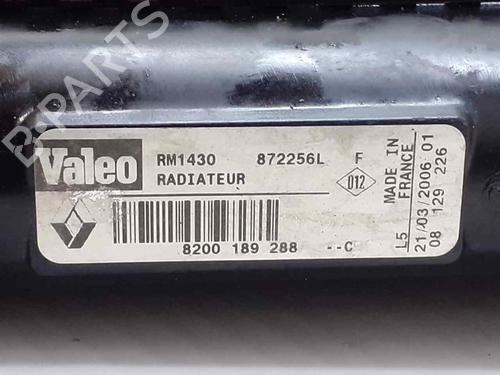 B-PARTS
Valeo RM1430 872256L F
RADIATEUR D12
8200 189 288 --C
MADE IN
FRANCE
L5 21/03/2006 01
08 129 226